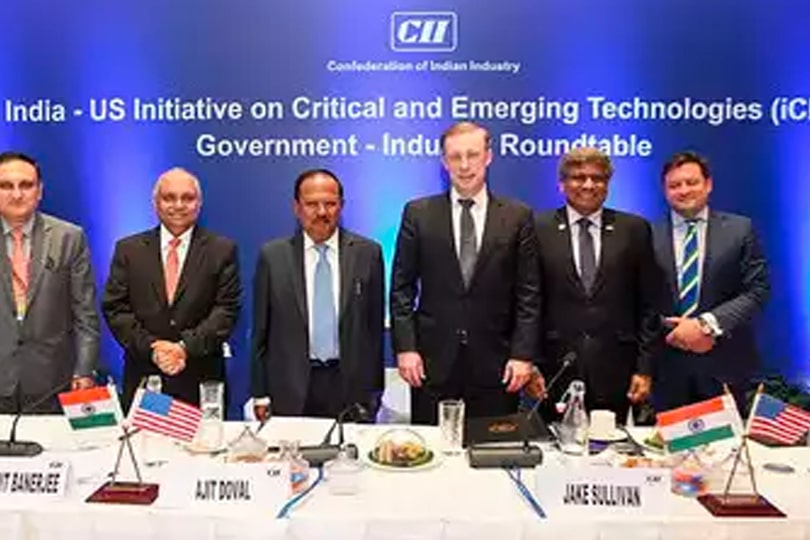 CII
Confederation of Indian Industry
India - US Initiative on Critical and Emerging Technologies (iC
Government - Indu Roundtable
IT BANERJEE
AJIT DOVAL
JAKE SULLIVAN